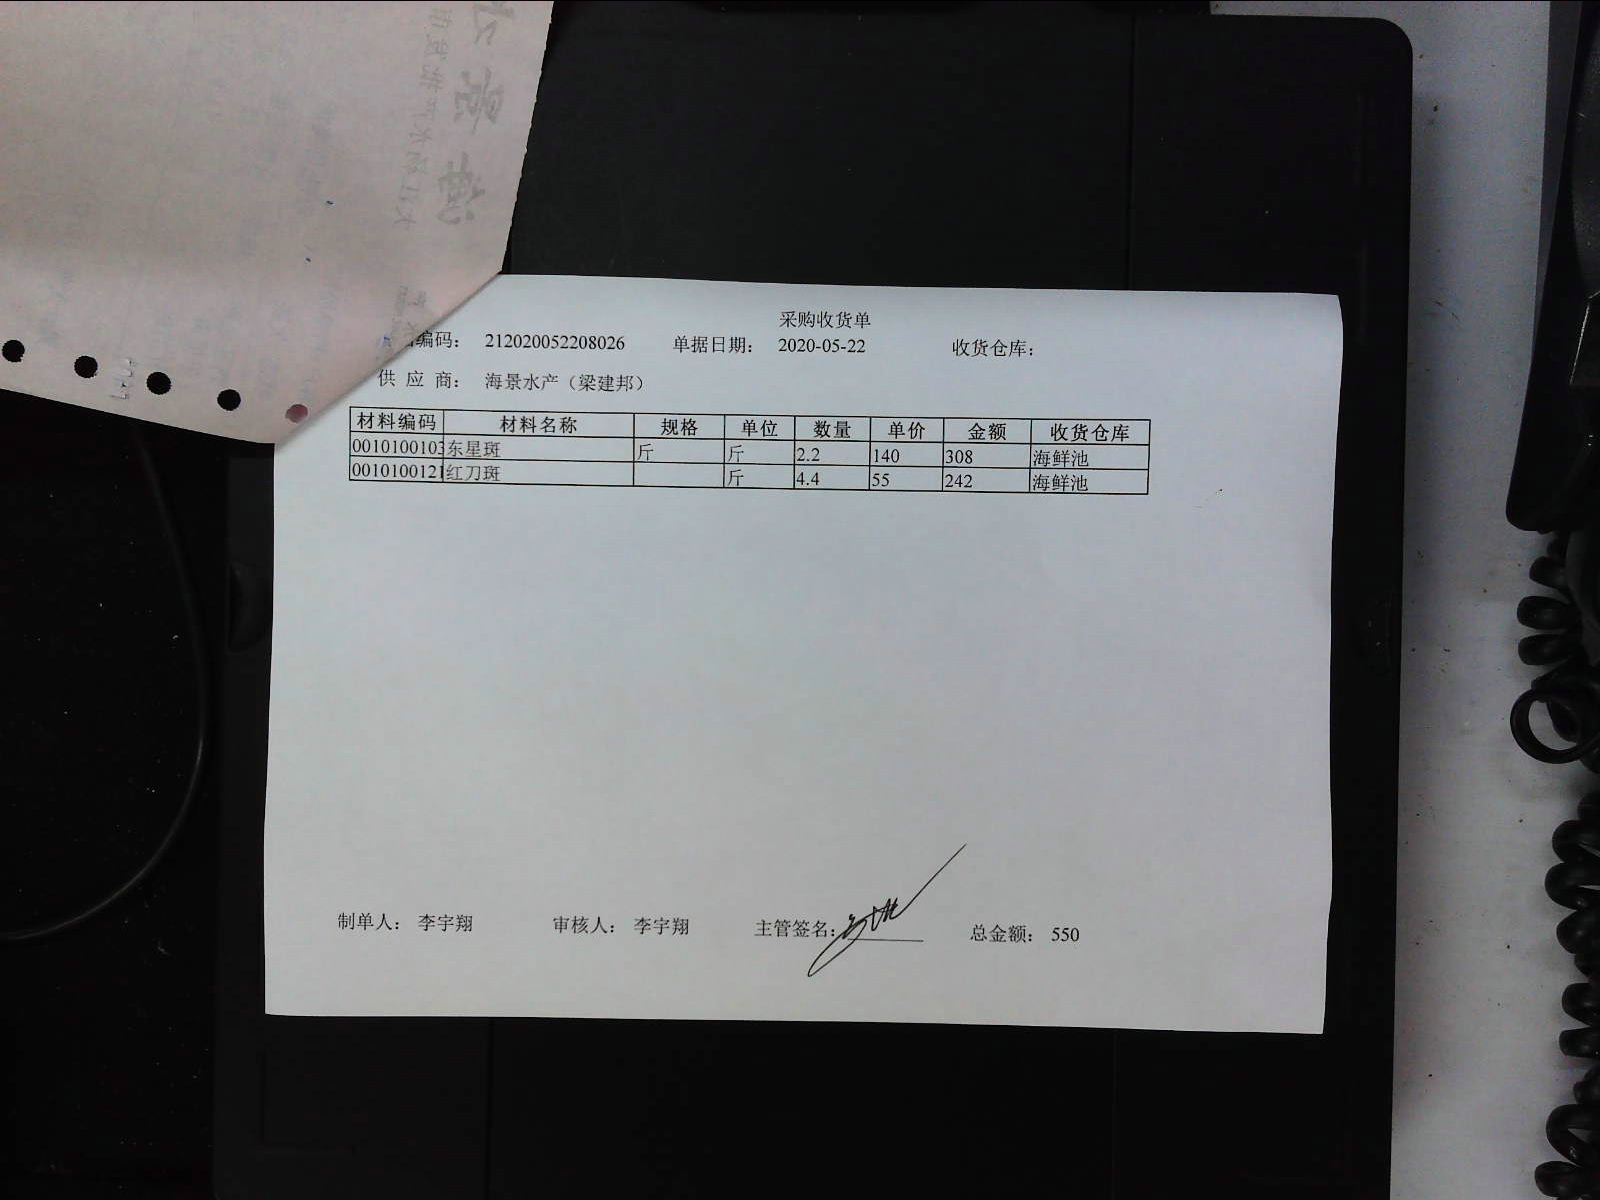 采购收货单
编码： 212020052208026 单据日期： 2020-05-22 收货仓库：
供 应 商： 海景水产（梁建邦）
材料编码 材料名称 规格 单位 数量 单价 金额 收货仓库
0010100103 东星斑 斤 斤 2.2 140 308 海鲜池
0010100121 红刀斑 斤 4.4 55 242 海鲜池
制单人： 李宇翔 审核人： 李宇翔 主管签名： 总金额： 550